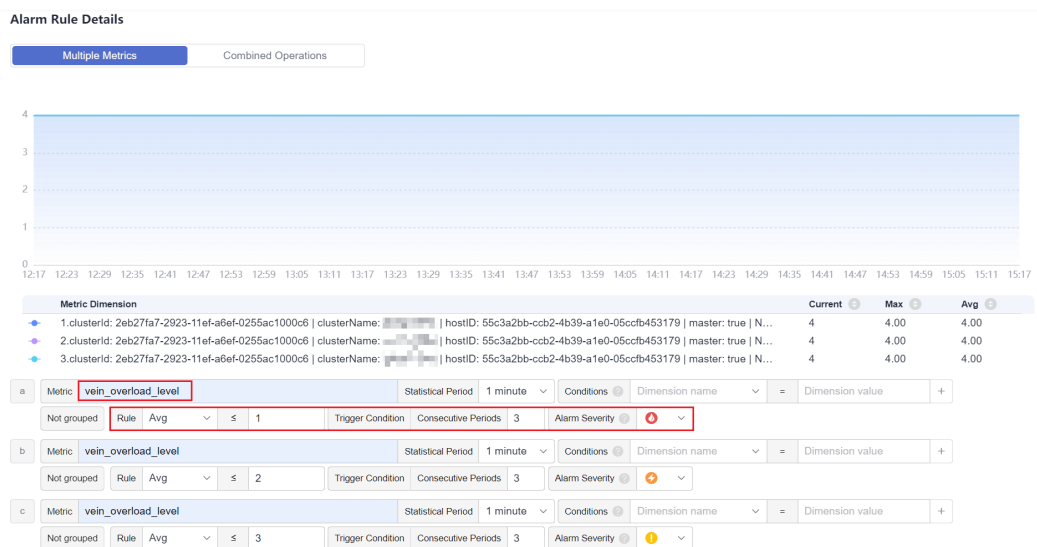 Alarm Rule Details
Multiple Metrics Combined Operations
4
3
2
1
0
12:17 12:23 12:29 12:35 12:41 12:47 12:53 12:59 13:05 13:11 13:17 13:23 13:29 13:35 13:41 13:47 13:53 13:59 14:05 14:11 14:17 14:23 14:29 14:35 14:41 14:47 14:53 14:59 15:05 15:11 15:17
Metric Dimension Current Max Avg
1.clusterId: 2eb27fa7-2923-11ef-a6ef-0255ac1000c6 | clusterName: | hostID: 55c3a2bb-ccb2-4b39-a1e0-05ccfb453179 | master: true | N... 4 4.00 4.00
2.clusterId: 2eb27fa7-2923-11ef-a6ef-0255ac1000c6 | clusterName: | hostID: 55c3a2bb-ccb2-4b39-a1e0-05ccfb453179 | master: true | N... 4 4.00 4.00
3.clusterId: 2eb27fa7-2923-11ef-a6ef-0255ac1000c6 | clusterName: | hostID: 55c3a2bb-ccb2-4b39-a1e0-05ccfb453179 | master: true | N... 4 4.00 4.00
a Metric vein_overload_level Statistical Period 1 minute Conditions ? Dimension name = Dimension value +
Not grouped Rule Avg ≤ 1 Trigger Condition Consecutive Periods 3 Alarm Severity ?
b Metric vein_overload_level Statistical Period 1 minute Conditions ? Dimension name = Dimension value +
Not grouped Rule Avg ≤ 2 Trigger Condition Consecutive Periods 3 Alarm Severity ?
c Metric vein_overload_level Statistical Period 1 minute Conditions ? Dimension name = Dimension value +
Not grouped Rule Avg ≤ 3 Trigger Condition Consecutive Periods 3 Alarm Severity ? !